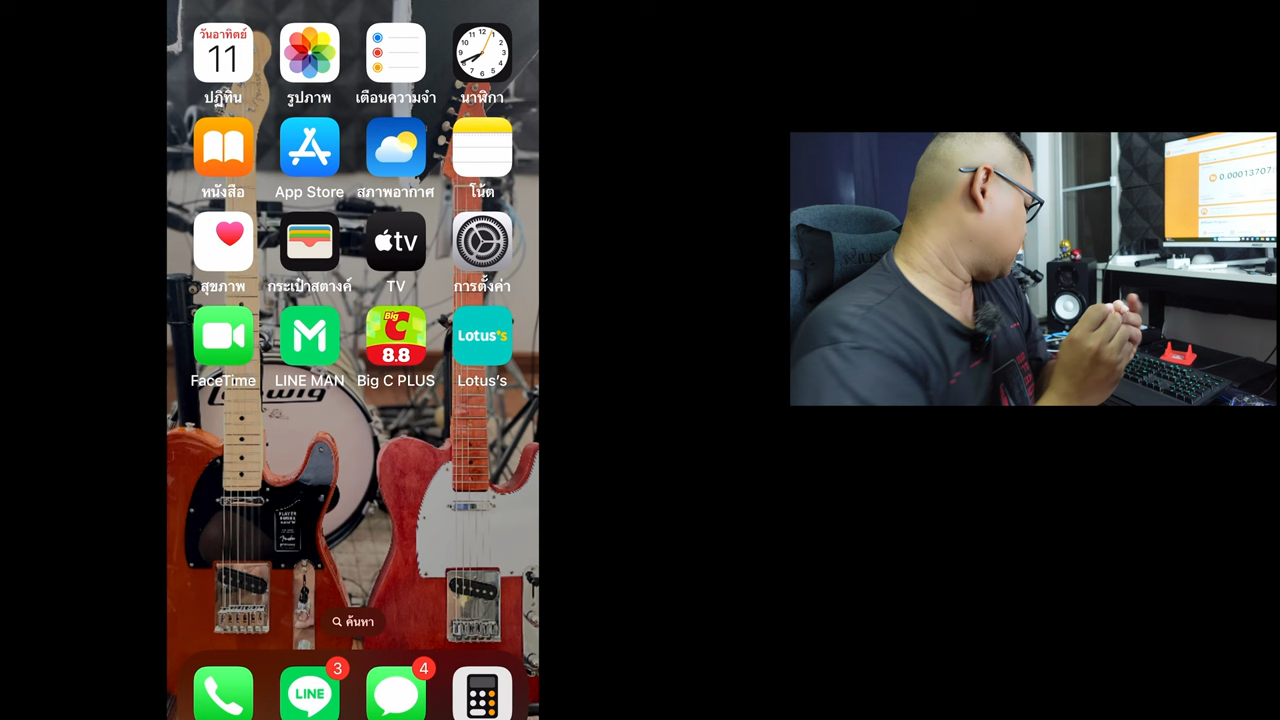 วันอาทิตย์
11
ปฏิทิน
รูปภาพ
เตือนความจำ
นาฬิกา
หนังสือ
App Store
สภาพอากาศ
โน้ต
tv
สุขภาพ
กระเป๋าสตางค์
TV
การตั้งค่า
Big
C
8.8
Lotus's
FaceTime
LINE MAN
Big C PLUS
Lotus's
Ludwig
ค้นหา
3
4
LINE
0.00013707